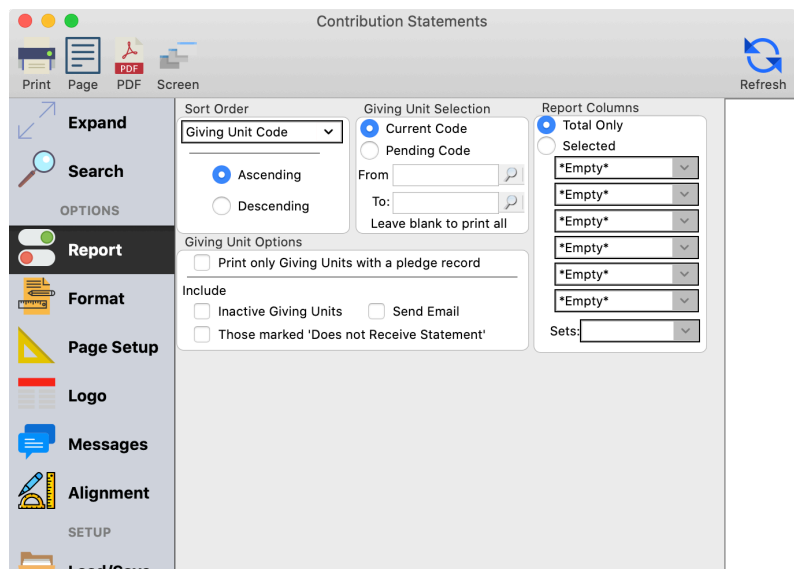 Contribution Statements
PDF
Print Page PDF Screen Refresh
Expand
Search
OPTIONS
Report
Format
Page Setup
Logo
Messages
Alignment
SETUP
Sort Order
Giving Unit Code
Ascending
Descending
Giving Unit Selection
Current Code
Pending Code
From
To:
Leave blank to print all
Report Columns
Total Only
Selected
*Empty*
*Empty*
*Empty*
*Empty*
*Empty*
*Empty*
Sets:
Giving Unit Options
Print only Giving Units with a pledge record
Include
Inactive Giving Units Send Email
Those marked 'Does not Receive Statement'